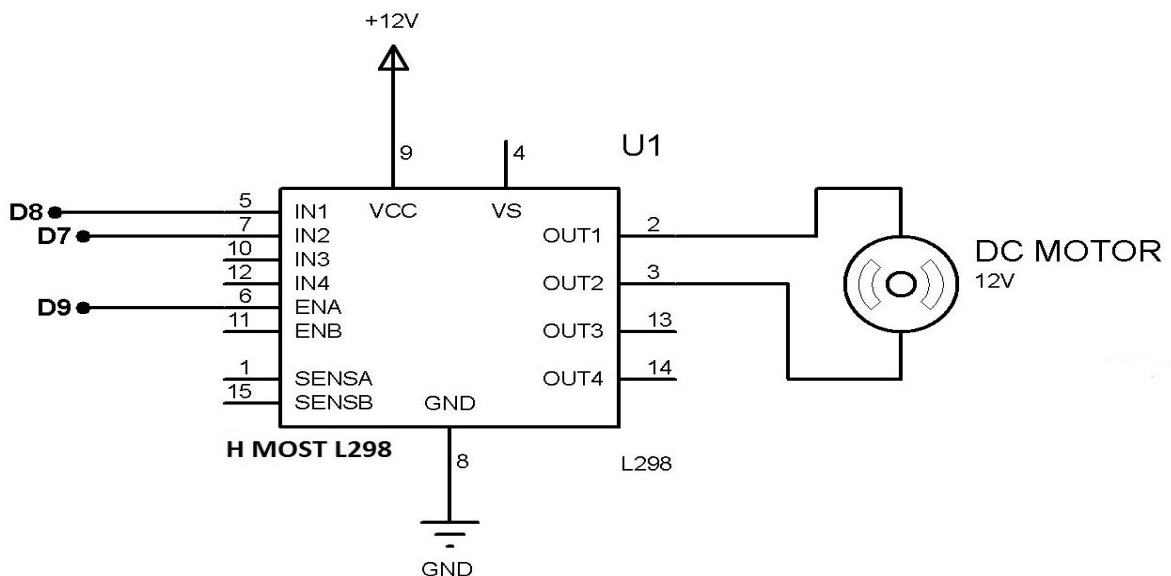 +12V
9
4
U1
D8
5
IN1
VCC
VS
D7
7
IN2
OUT1
2
10
IN3
12
IN4
OUT2
3
DC MOTOR
12V
D9
6
ENA
11
ENB
OUT3
13
1
SENSA
OUT4
14
15
SENSB
GND
H MOST L298
8
L298
GND